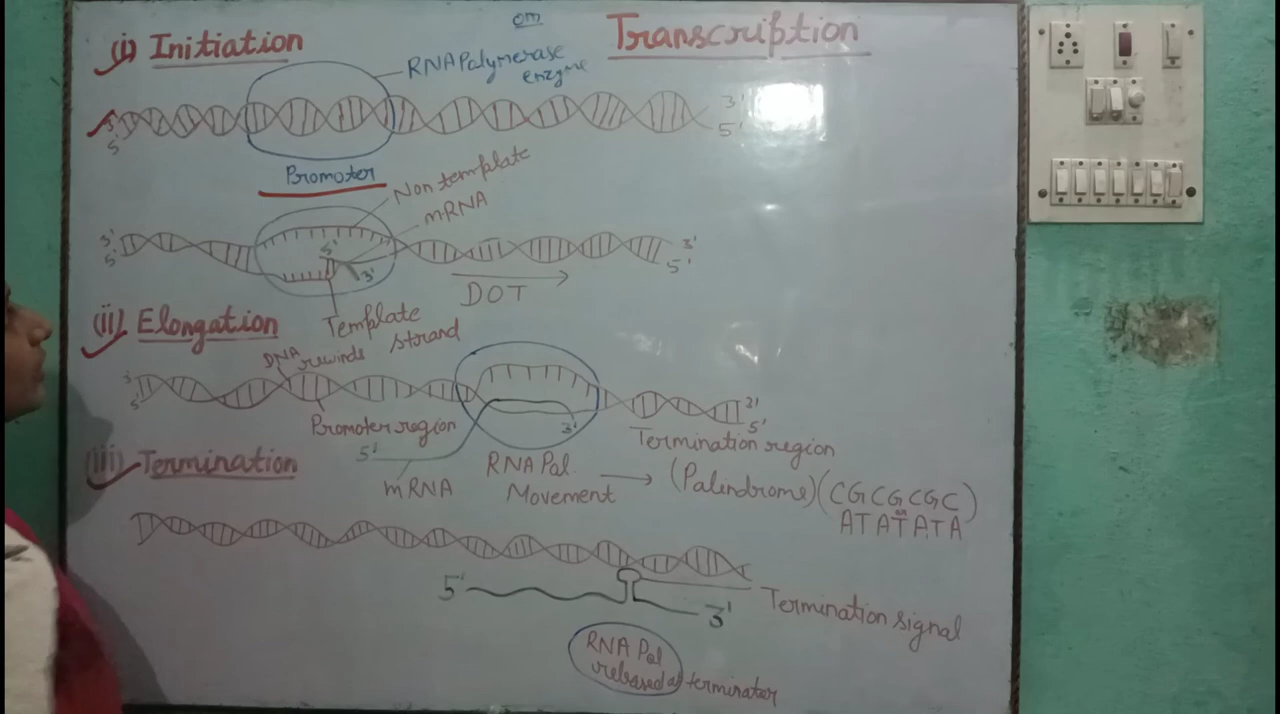 om
Transcription
(i) Initiation
RNA Polymerase
enzyme
3'
5'
3'
5'
Promoter
Non template
mRNA
3'
5'
5'
3'
3'
5'
DOT
Template
strand
(ii) Elongation
DNA
rewinds
3'
5'
3'
5'
Promoter region
3'
5'
mRNA
RNA Pol.
Movement
Termination region
(Palindrome) (CGCGCGC)
or
ATATATA
(iii) Termination
5'
3'
Termination signal
RNA Pol
released at terminator